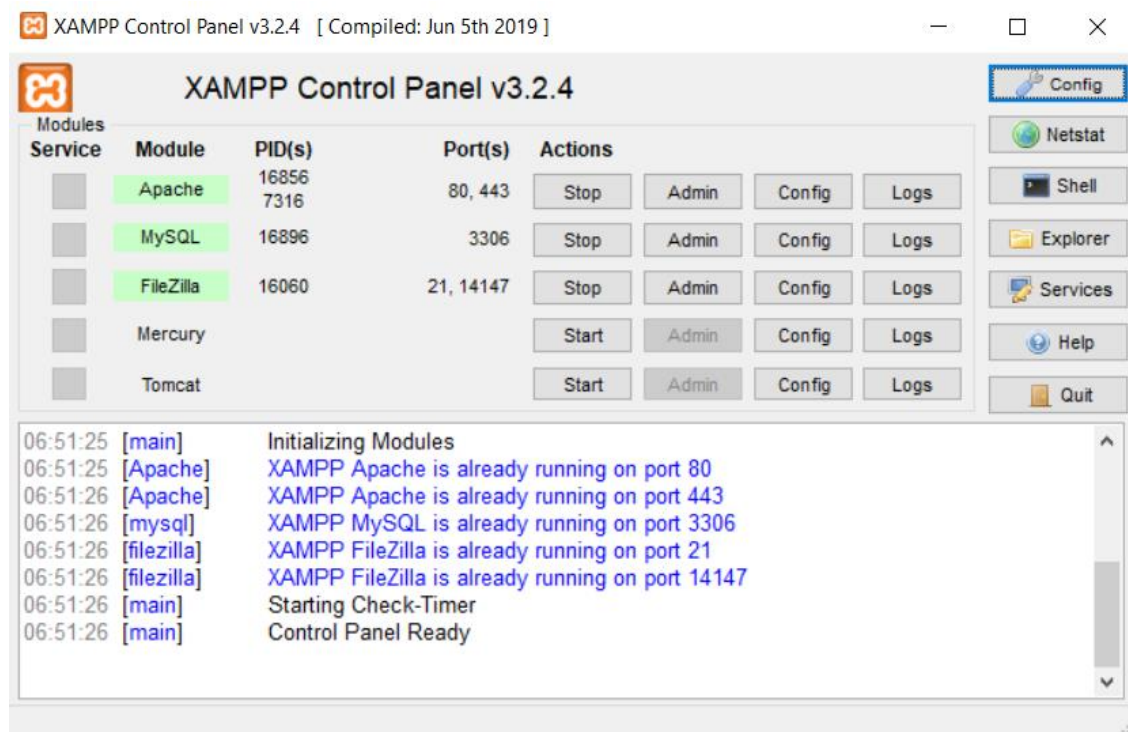 XAMPP Control Panel v3.2.4 [ Compiled: Jun 5th 2019 ]
XAMPP Control Panel v3.2.4
Config
Modules
Service Module PID(s) Port(s) Actions
Netstat
Apache 16856 7316 80, 443 Stop Admin Config Logs
Shell
MySQL 16896 3306 Stop Admin Config Logs
Explorer
FileZilla 16060 21, 14147 Stop Admin Config Logs
Services
Mercury Start Admin Config Logs
Help
Tomcat Start Admin Config Logs
Quit
06:51:25 [main] Initializing Modules
06:51:25 [Apache] XAMPP Apache is already running on port 80
06:51:26 [Apache] XAMPP Apache is already running on port 443
06:51:26 [mysql] XAMPP MySQL is already running on port 3306
06:51:26 [filezilla] XAMPP FileZilla is already running on port 21
06:51:26 [filezilla] XAMPP FileZilla is already running on port 14147
06:51:26 [main] Starting Check-Timer
06:51:26 [main] Control Panel Ready